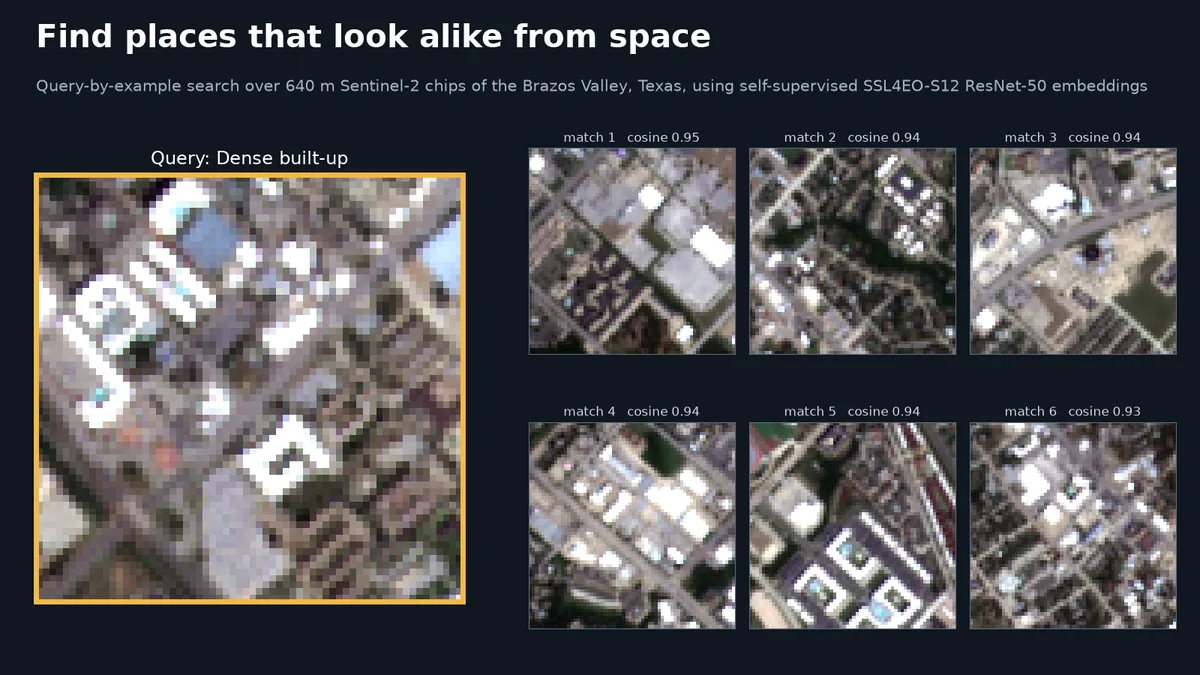 Find places that look alike from space
Query-by-example search over 640 m Sentinel-2 chips of the Brazos Valley, Texas, using self-supervised SSL4EO-S12 ResNet-50 embeddings
Query: Dense built-up
match 1 cosine 0.95
match 2 cosine 0.94
match 3 cosine 0.94
match 4 cosine 0.94
match 5 cosine 0.94
match 6 cosine 0.93